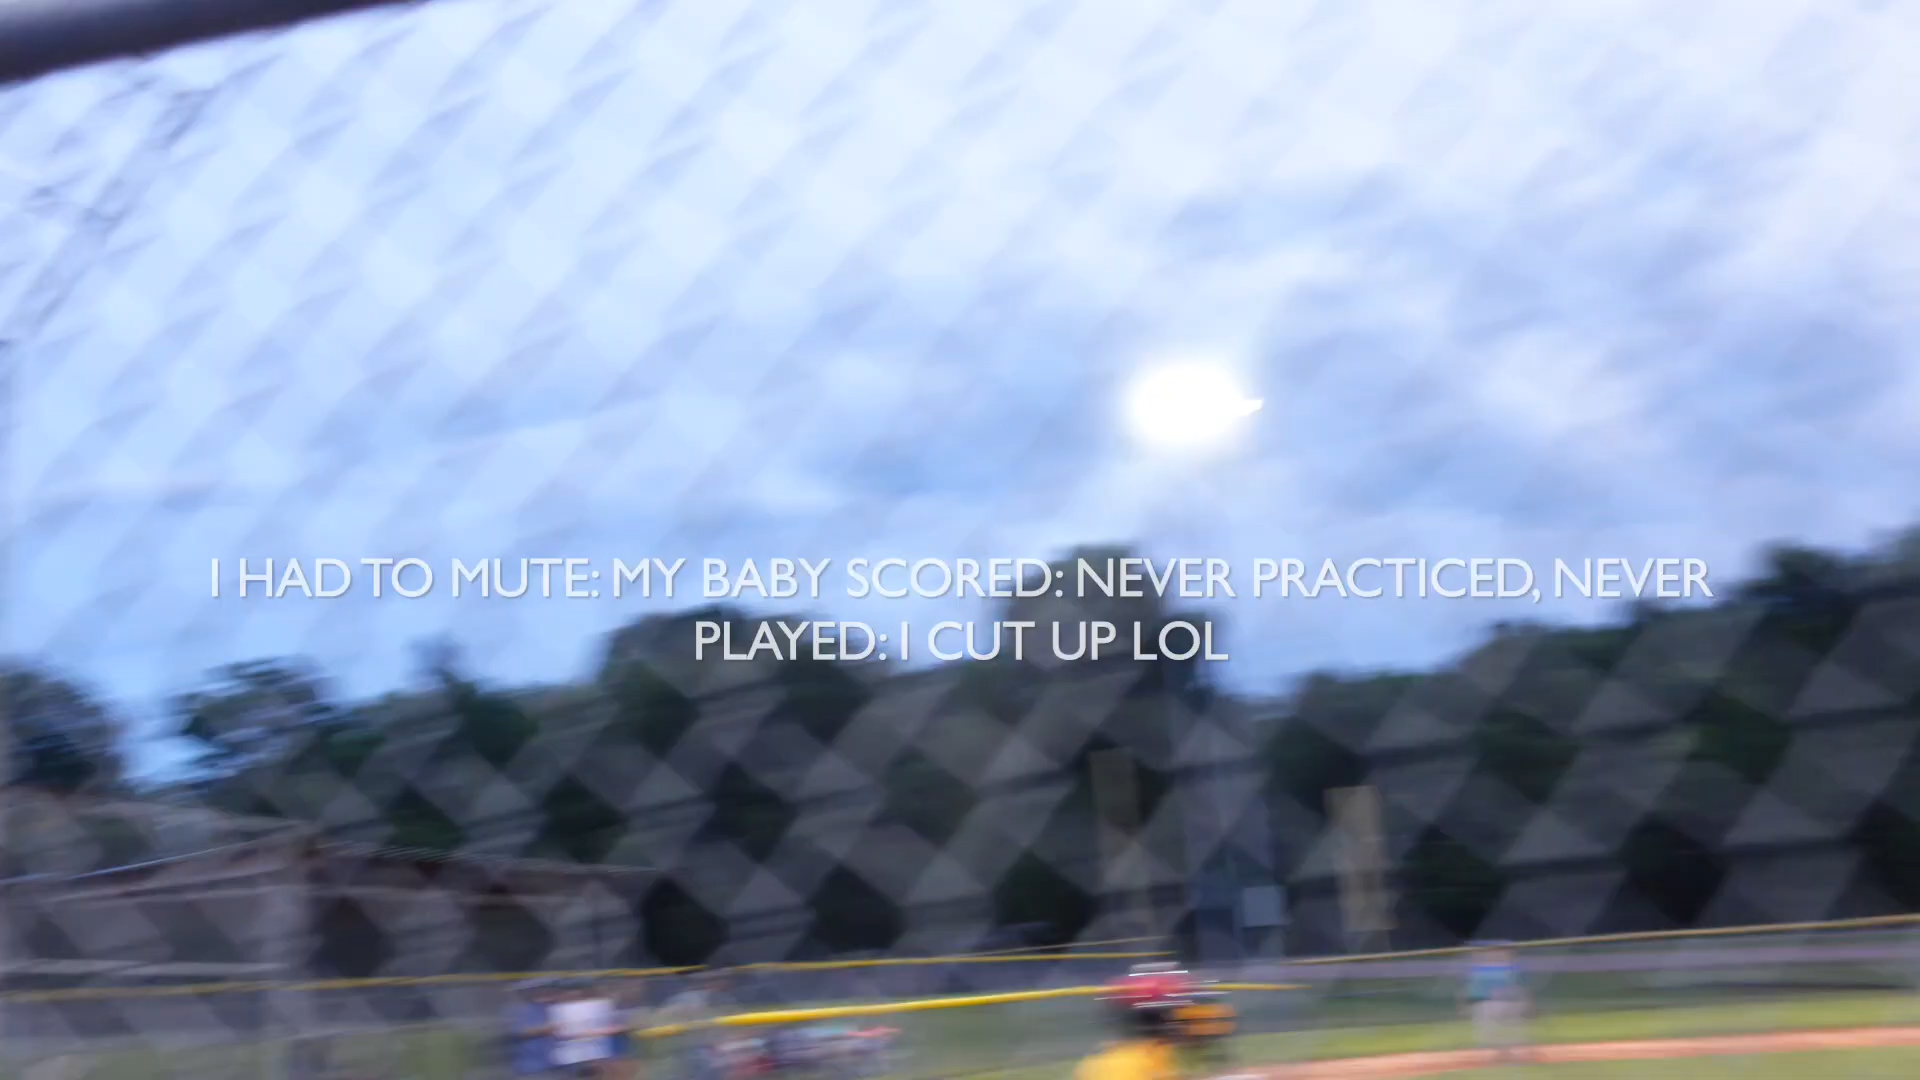 I HAD TO MUTE: MY BABY SCORED: NEVER PRACTICED, NEVER
PLAYED: I CUT UP LOL